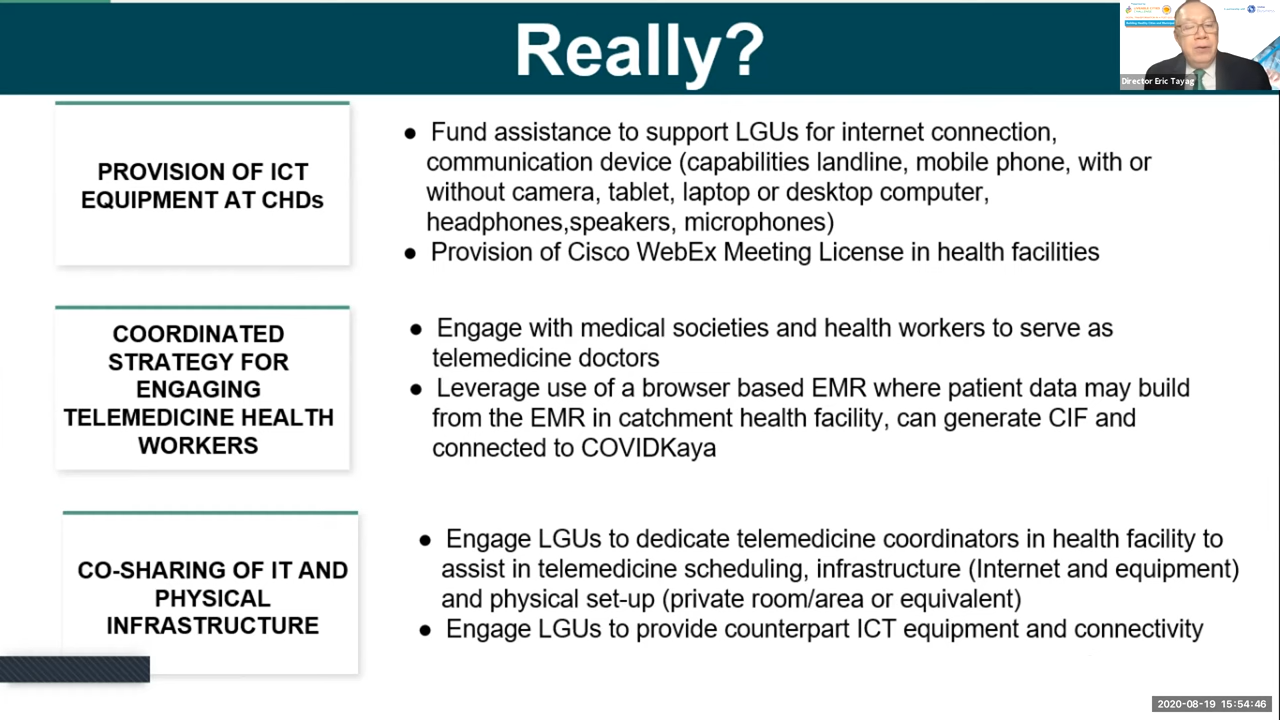 Really?
Director Eric Tayag
PROVISION OF ICT
EQUIPMENT AT CHDs
● Fund assistance to support LGUs for internet connection,
communication device (capabilities landline, mobile phone, with or
without camera, tablet, laptop or desktop computer,
headphones,speakers, microphones)
● Provision of Cisco WebEx Meeting License in health facilities
COORDINATED
STRATEGY FOR
ENGAGING
TELEMEDICINE HEALTH
WORKERS
● Engage with medical societies and health workers to serve as
telemedicine doctors
● Leverage use of a browser based EMR where patient data may build
from the EMR in catchment health facility, can generate CIF and
connected to COVIDKaya
CO-SHARING OF IT AND
PHYSICAL
INFRASTRUCTURE
● Engage LGUs to dedicate telemedicine coordinators in health facility to
assist in telemedicine scheduling, infrastructure (Internet and equipment)
and physical set-up (private room/area or equivalent)
● Engage LGUs to provide counterpart ICT equipment and connectivity
2020-08-19 15:54:46